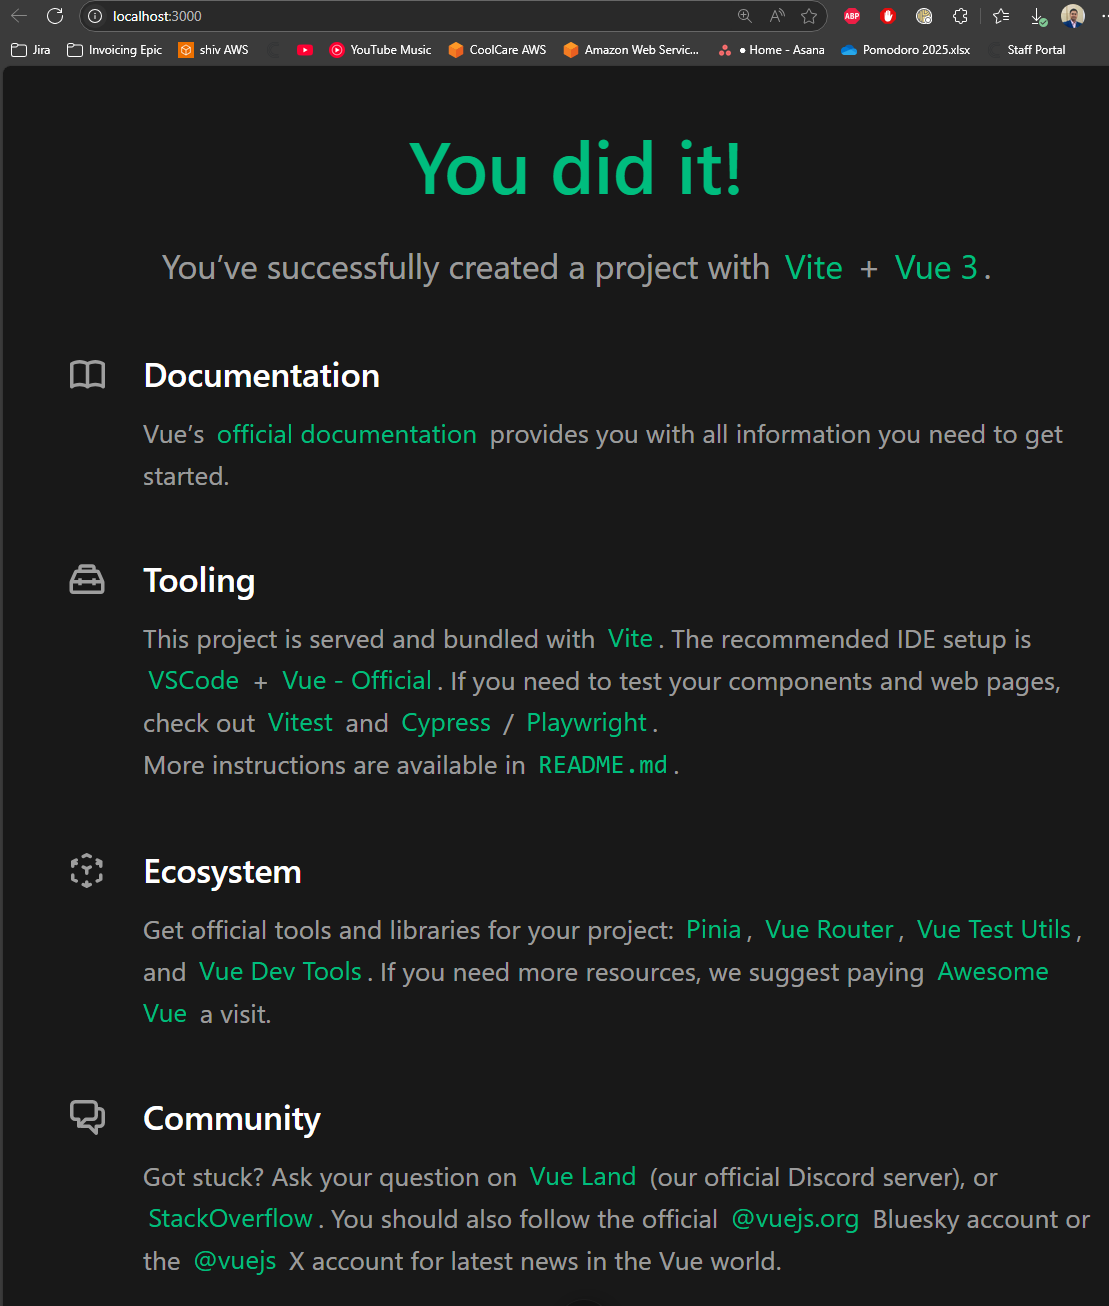 localhost:3000
ABP
Jira Invoicing Epic shiv AWS YouTube Music CoolCare AWS Amazon Web Servic... • Home - Asana Pomodoro 2025.xlsx Staff Portal
You did it!
You’ve successfully created a project with Vite + Vue 3.
Documentation
Vue’s official documentation provides you with all information you need to get
started.
Tooling
This project is served and bundled with Vite. The recommended IDE setup is
VSCode + Vue - Official. If you need to test your components and web pages,
check out Vitest and Cypress / Playwright.
More instructions are available in README.md.
Ecosystem
Get official tools and libraries for your project: Pinia, Vue Router, Vue Test Utils,
and Vue Dev Tools. If you need more resources, we suggest paying Awesome
Vue a visit.
Community
Got stuck? Ask your question on Vue Land (our official Discord server), or
StackOverflow. You should also follow the official @vuejs.org Bluesky account or
the @vuejs X account for latest news in the Vue world.